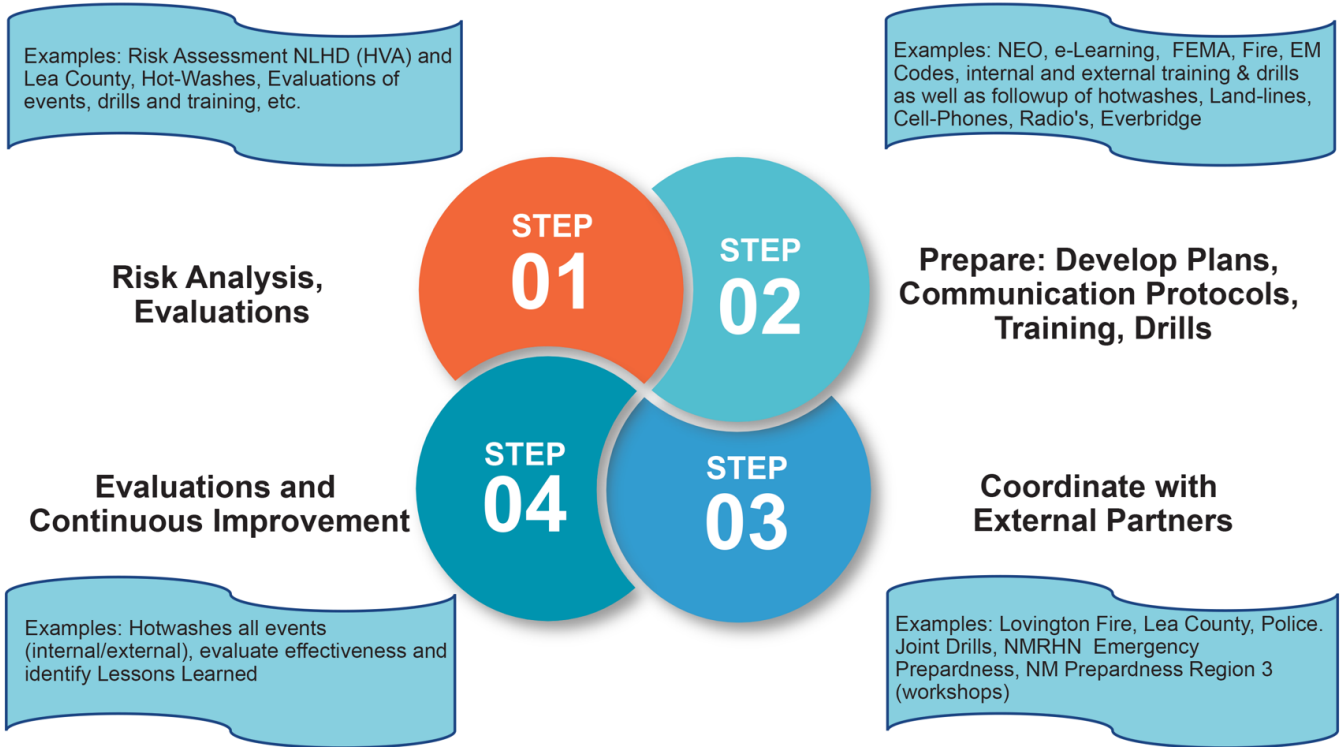 Examples: Risk Assessment NLHD (HVA) and
Lea County, Hot-Washes, Evaluations of
events, drills and training, etc.
Examples: NEO, e-Learning, FEMA, Fire, EM
Codes, internal and external training & drills
as well as followup of hotwashes, Land-lines,
Cell-Phones, Radio's, Everbridge
STEP
01
STEP
02
Risk Analysis,
Evaluations
Prepare: Develop Plans,
Communication Protocols,
Training, Drills
STEP
04
STEP
03
Evaluations and
Continuous Improvement
Coordinate with
External Partners
Examples: Hotwashes all events
(internal/external), evaluate effectiveness and
identify Lessons Learned
Examples: Lovington Fire, Lea County, Police.
Joint Drills, NMRHN Emergency
Prepardness, NM Prepardness Region 3
(workshops)